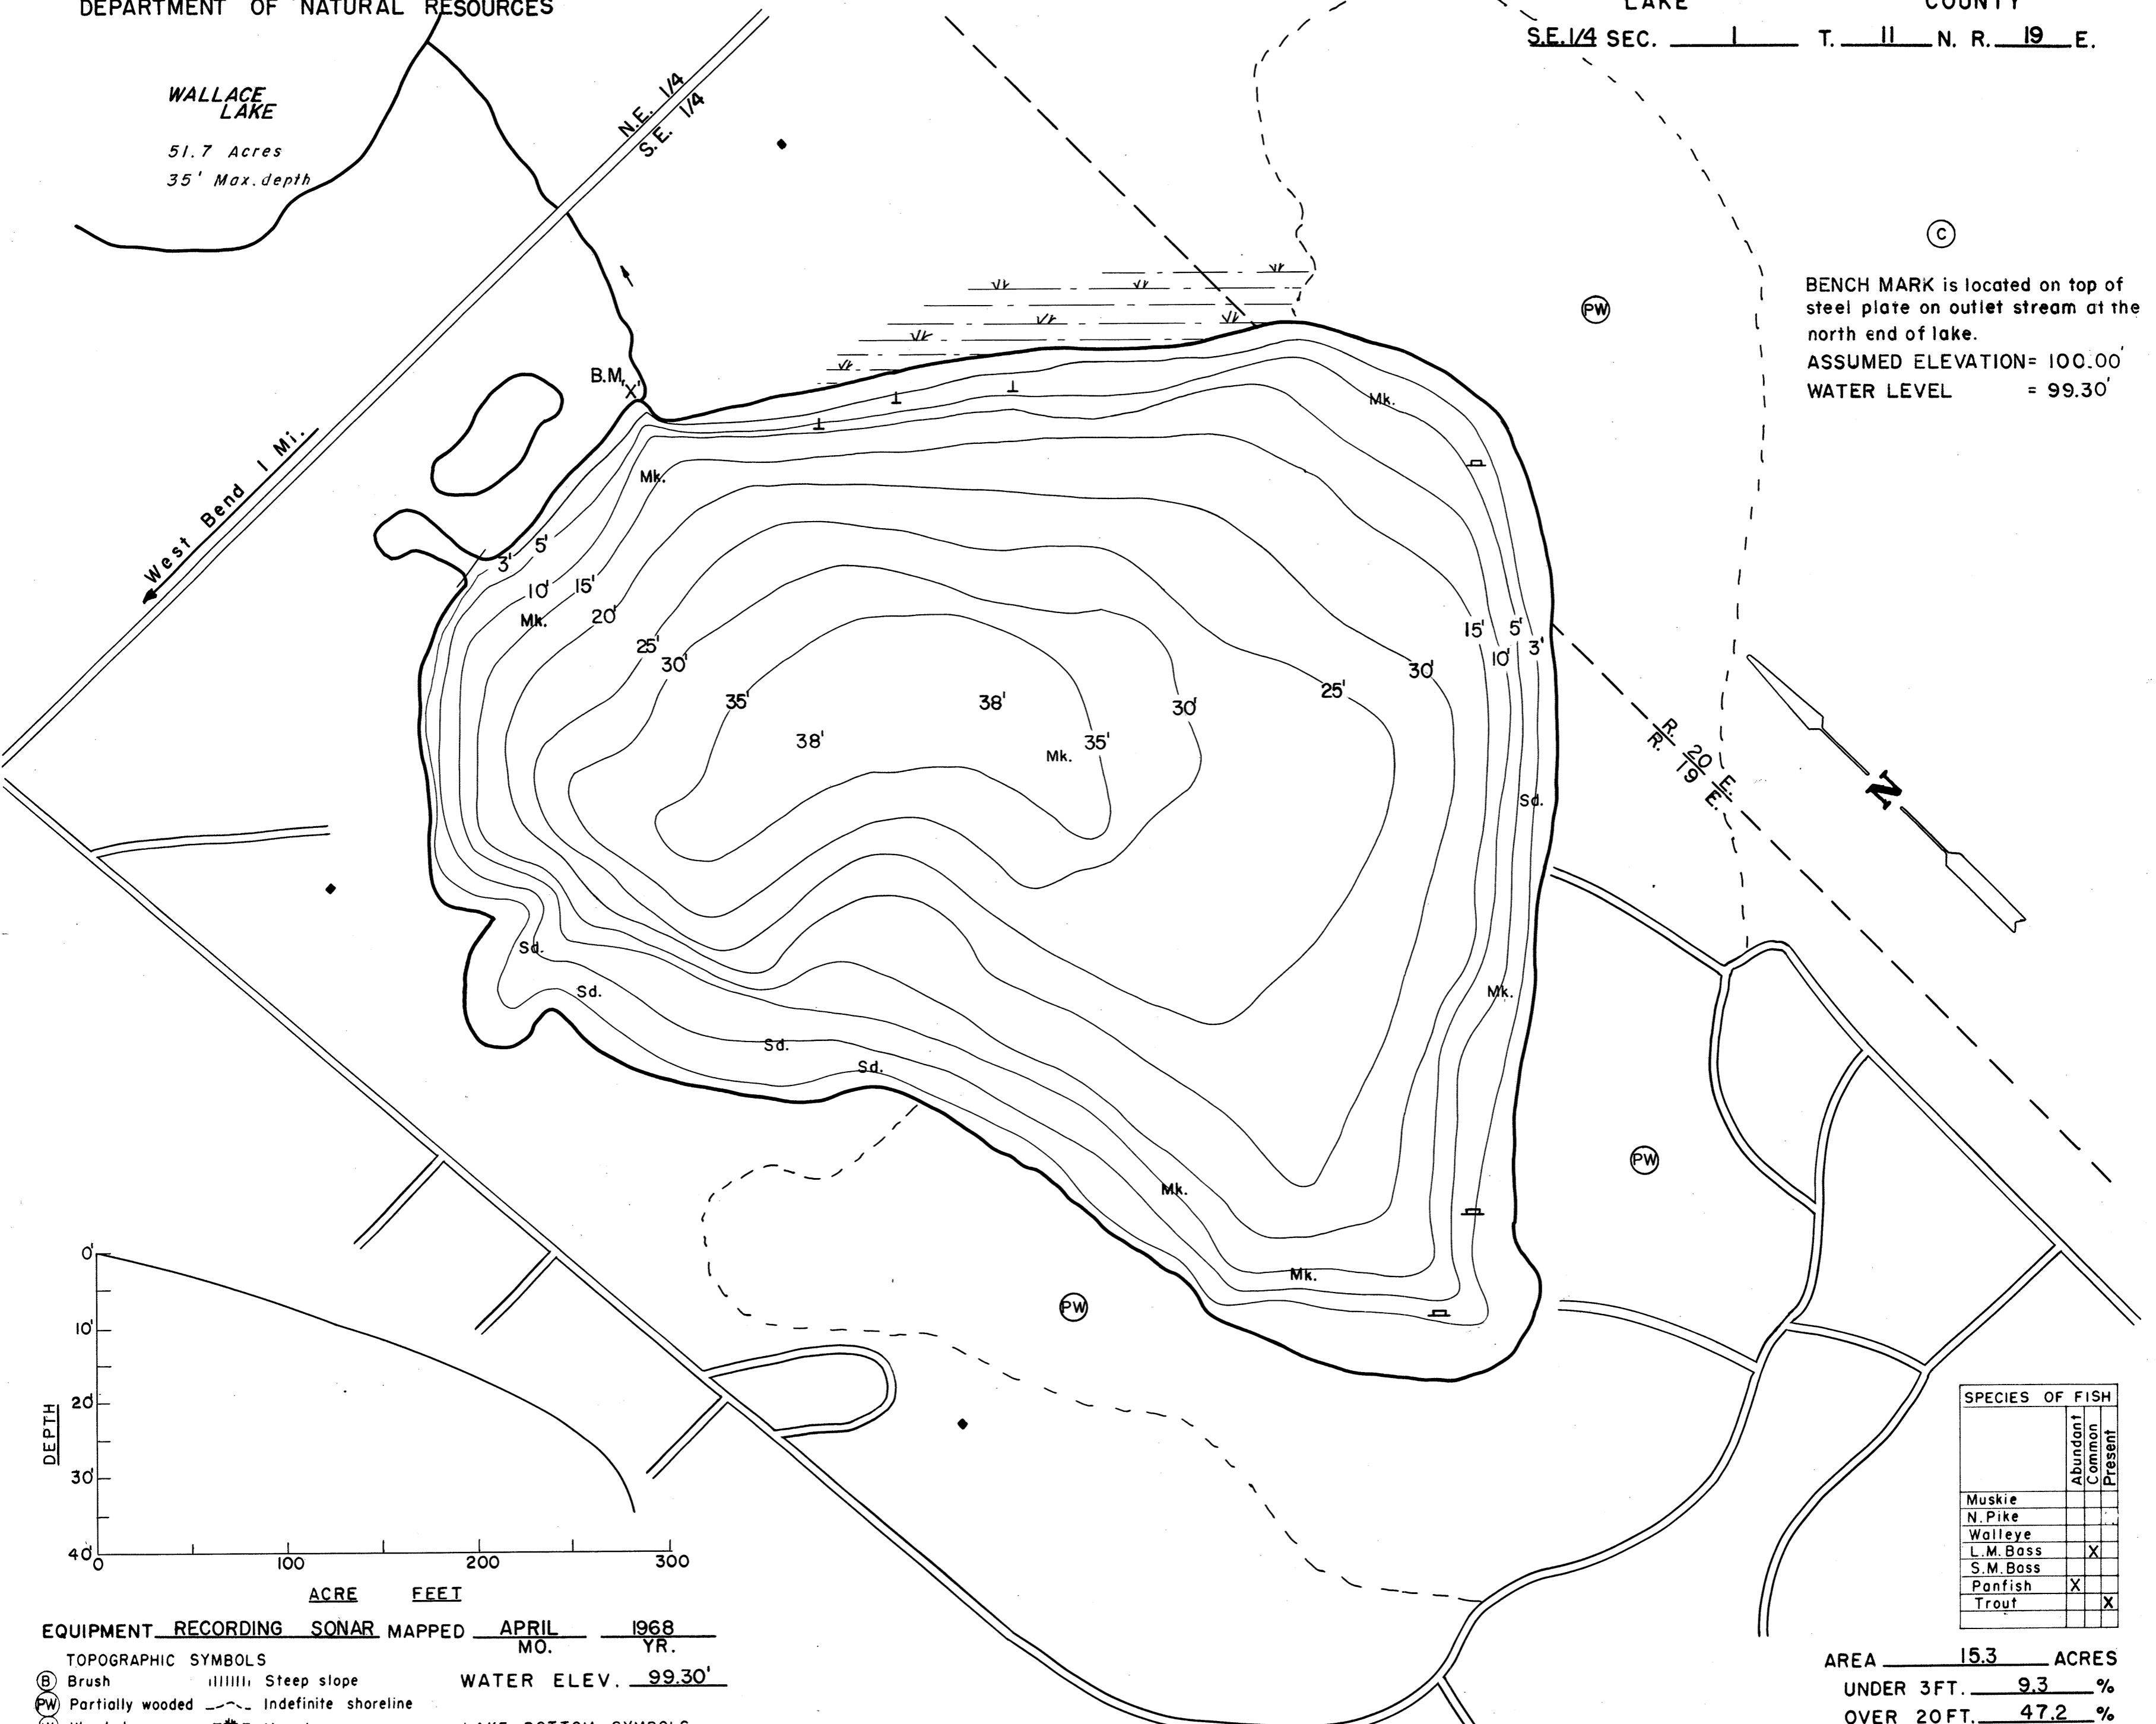 DEPARTMENT OF NATURAL RESOURCES
LAKE COUNTY
S.E.1/4 SEC. 1 T. 11 N. R. 19 E.
WALLACE
LAKE
51.7 Acres
35' Max. depth
N.E. 1/4
S.E. 1/4
C
BENCH MARK is located on top of
steel plate on outlet stream at the
north end of lake.
ASSUMED ELEVATION= 100.00'
WATER LEVEL = 99.30'
PW
B.M.
X
West Bend 1 Mi.
Mk.
Mk.
3'
5'
10'
15'
20'
25'
30'
35'
38'
38'
35'
30'
25'
30'
15'
10'
5'
3'
Mk.
Mk.
Sd.
R. 20 E.
R. 19 E.
N
Sd.
Sd.
Sd.
Sd.
Mk.
Mk.
Mk.
PW
PW
0'
10'
20'
30'
40'
DEPTH
0 100 200 300
ACRE FEET
SPECIES OF FISH
Abundant
Common
Present
Muskie
N. Pike
Walleye
L.M. Bass X
S.M. Bass
Panfish X
Trout X
EQUIPMENT RECORDING SONAR MAPPED APRIL 1968
MO. YR.
TOPOGRAPHIC SYMBOLS
B Brush Steep slope
WATER ELEV. 99.30'
PW Partially wooded Indefinite shoreline
LAKE BOTTOM SYMBOLS
AREA 15.3 ACRES
UNDER 3 FT. 9.3 %
OVER 20 FT. 47.2 %